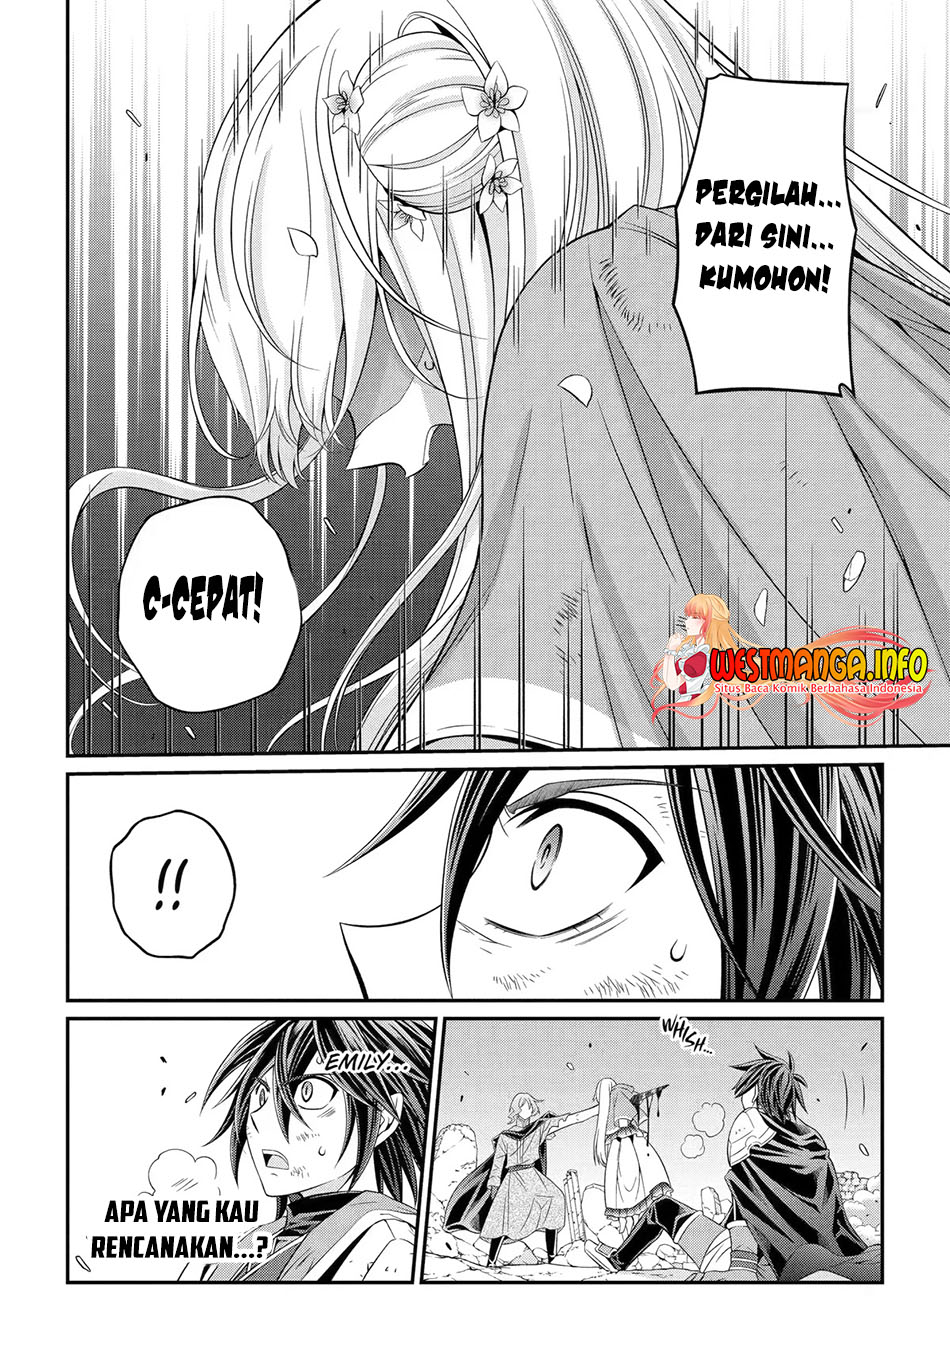 PERGILAH...
DARI SINI...
KUMOHON!
C-CEPAT!
WESTMANGA.INFO
Situs Baca Komik Berbahasa Indonesia
!!
EMILY...
APA YANG KAU
RENCANAKAN...?
WHISH...